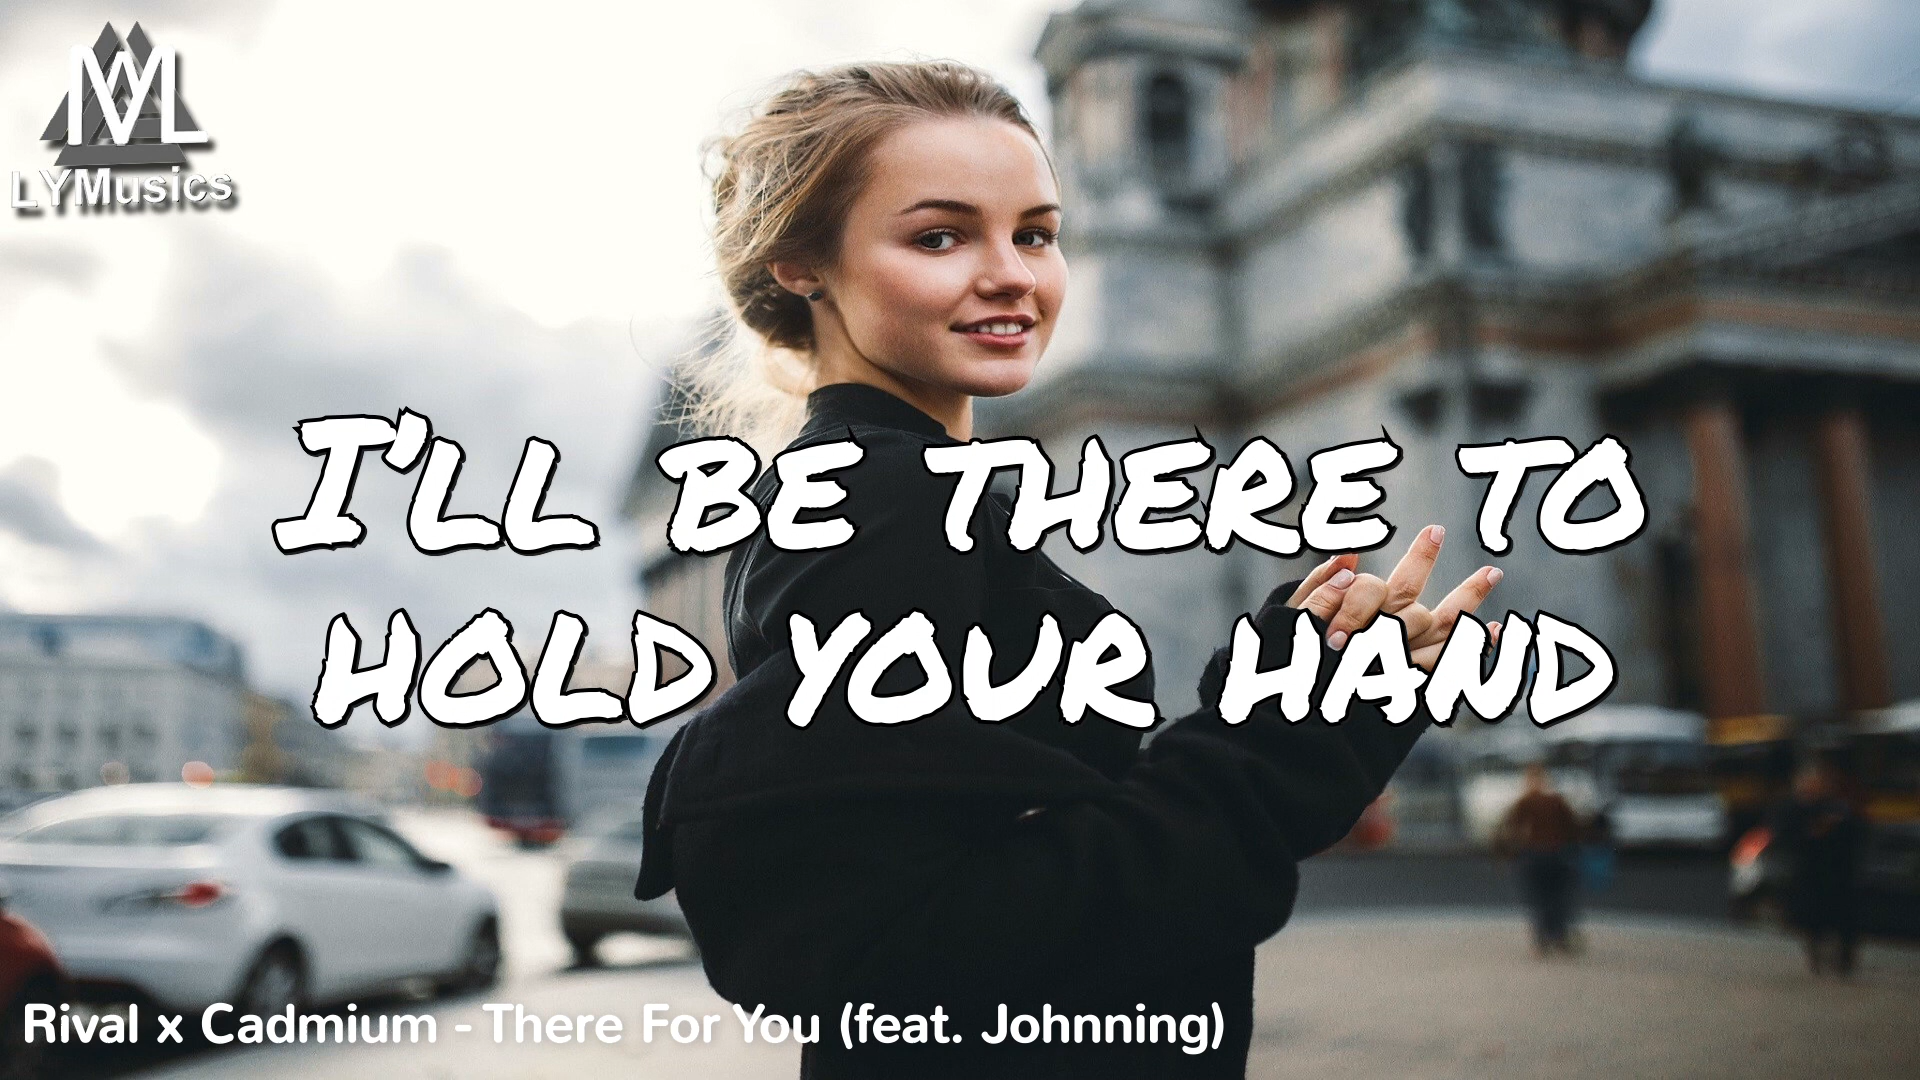 LYMusics
I'LL BE THERE TO
HOLD YOUR HAND
Rival x Cadmium - There For You (feat. Johnning)